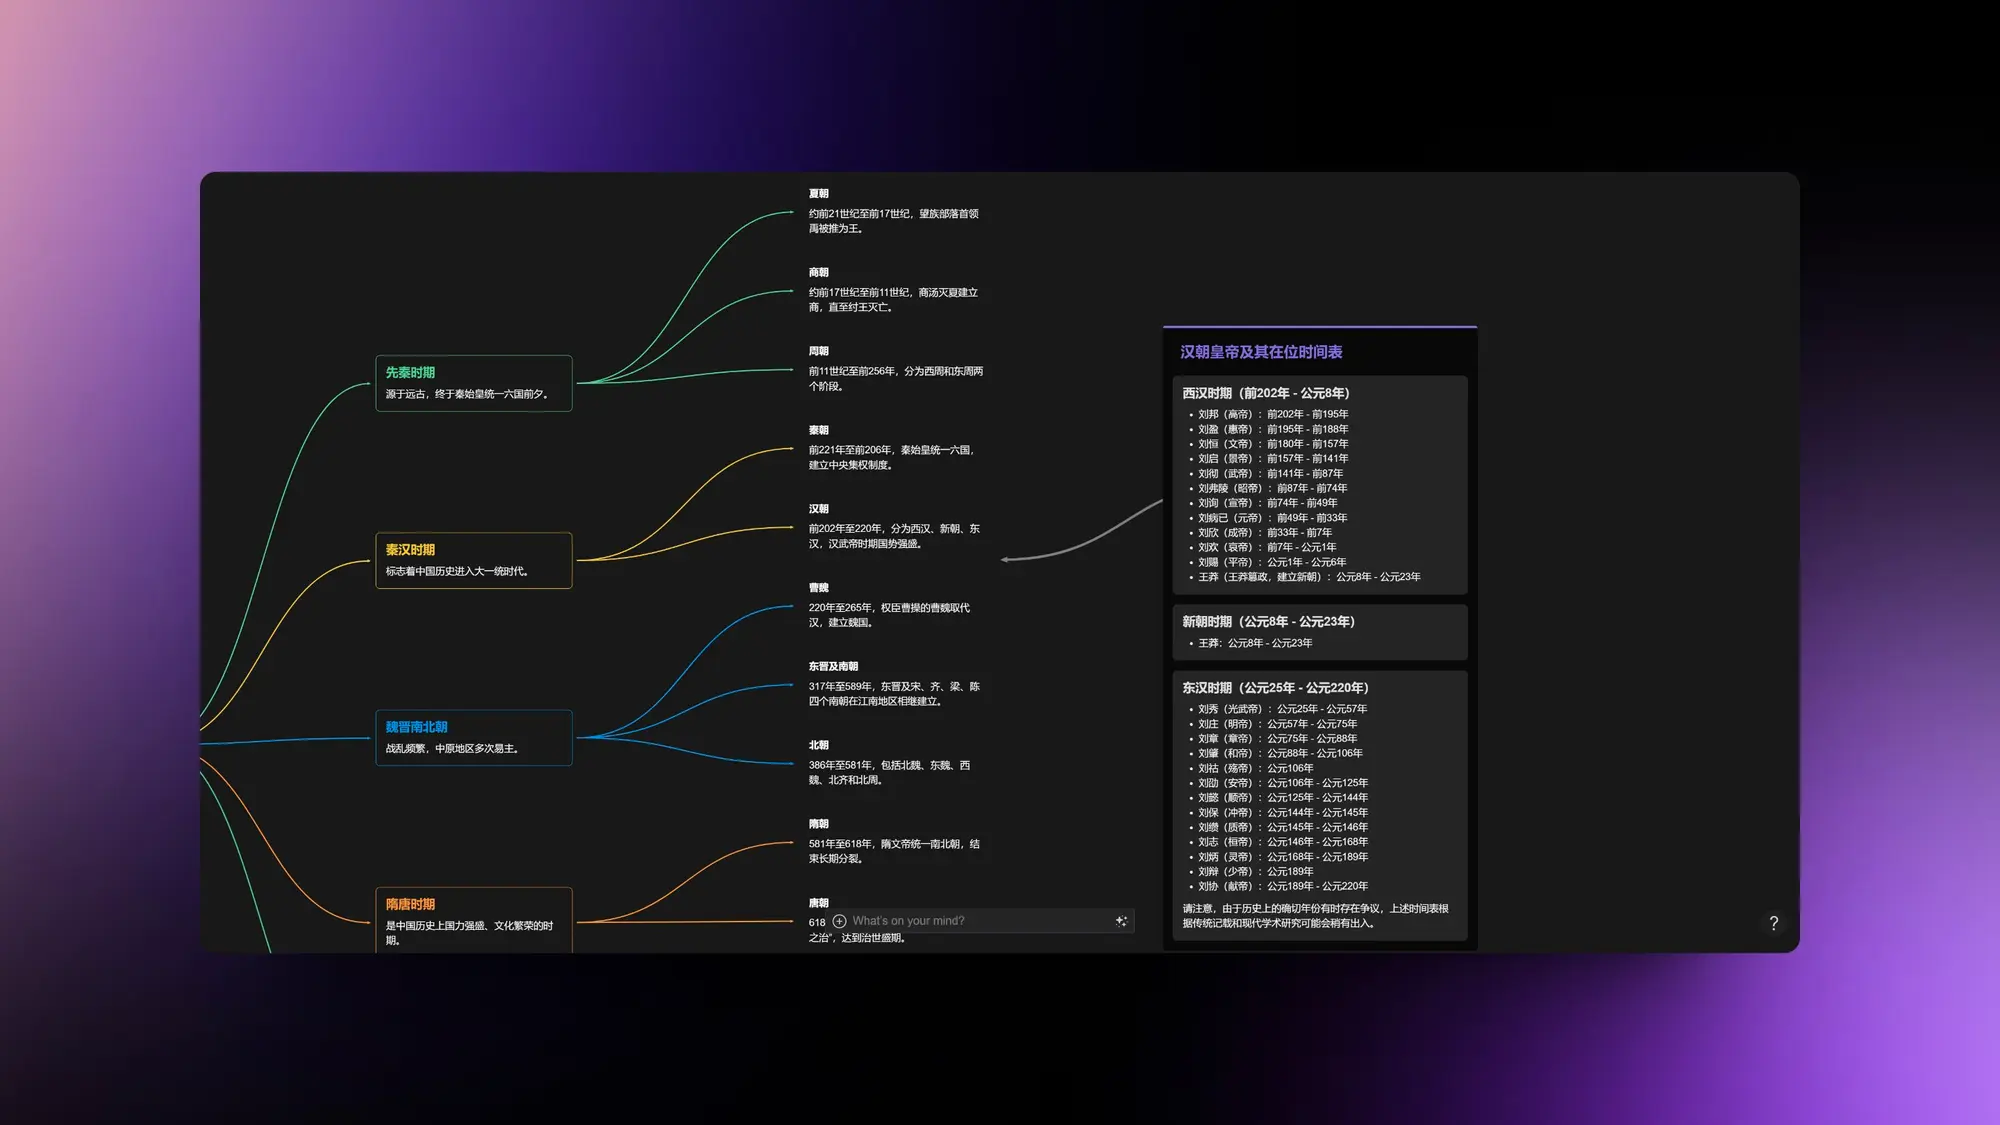 先秦时期
源于远古，终于秦始皇统一六国前夕。
秦汉时期
标志着中国历史进入大一统时代。
魏晋南北朝
战乱频繁，中原地区多次易主。
隋唐时期
是中国历史上国力强盛、文化繁荣的时
期。
夏朝
约前21世纪至前17世纪，望族部落首领
禹被推为王。
商朝
约前17世纪至前11世纪，商汤灭夏建立
商，直至纣王灭亡。
周朝
前11世纪至前256年，分为西周和东周两
个阶段。
秦朝
前221年至前206年，秦始皇统一六国，
建立中央集权制度。
汉朝
前202年至220年，分为西汉、新朝、东
汉，汉武帝时期国势强盛。
曹魏
220年至265年，权臣曹操的曹魏取代
汉，建立魏国。
东晋及南朝
317年至589年，东晋及宋、齐、梁、陈
四个南朝在江南地区相继建立。
北朝
386年至581年，包括北魏、东魏、西
魏、北齐和北周。
隋朝
581年至618年，隋文帝统一南北朝，结
束长期分裂。
唐朝
618
What's on your mind?
之治”，达到治世盛期。
汉朝皇帝及其在位时间表
西汉时期（前202年 - 公元8年）
• 刘邦（高帝）：前202年 - 前195年
• 刘盈（惠帝）：前195年 - 前188年
• 刘恒（文帝）：前180年 - 前157年
• 刘启（景帝）：前157年 - 前141年
• 刘彻（武帝）：前141年 - 前87年
• 刘弗陵（昭帝）：前87年 - 前74年
• 刘询（宣帝）：前74年 - 前49年
• 刘病已（元帝）：前49年 - 前33年
• 刘欣（成帝）：前33年 - 前7年
• 刘欢（哀帝）：前7年 - 公元1年
• 刘赐（平帝）：公元1年 - 公元6年
• 王莽（王莽篡政，建立新朝）：公元8年 - 公元23年
新朝时期（公元8年 - 公元23年）
• 王莽：公元8年 - 公元23年
东汉时期（公元25年 - 公元220年）
• 刘秀（光武帝）：公元25年 - 公元57年
• 刘庄（明帝）：公元57年 - 公元75年
• 刘章（章帝）：公元75年 - 公元88年
• 刘肇（和帝）：公元88年 - 公元106年
• 刘祜（殇帝）：公元106年
• 刘劭（安帝）：公元106年 - 公元125年
• 刘懿（顺帝）：公元125年 - 公元144年
• 刘保（冲帝）：公元144年 - 公元145年
• 刘缵（质帝）：公元145年 - 公元146年
• 刘志（桓帝）：公元146年 - 公元168年
• 刘炳（灵帝）：公元168年 - 公元189年
• 刘辩（少帝）：公元189年
• 刘协（献帝）：公元189年 - 公元220年
请注意，由于历史上的确切年份有时存在争议，上述时间表根
据传统记载和现代学术研究可能会稍有出入。
?